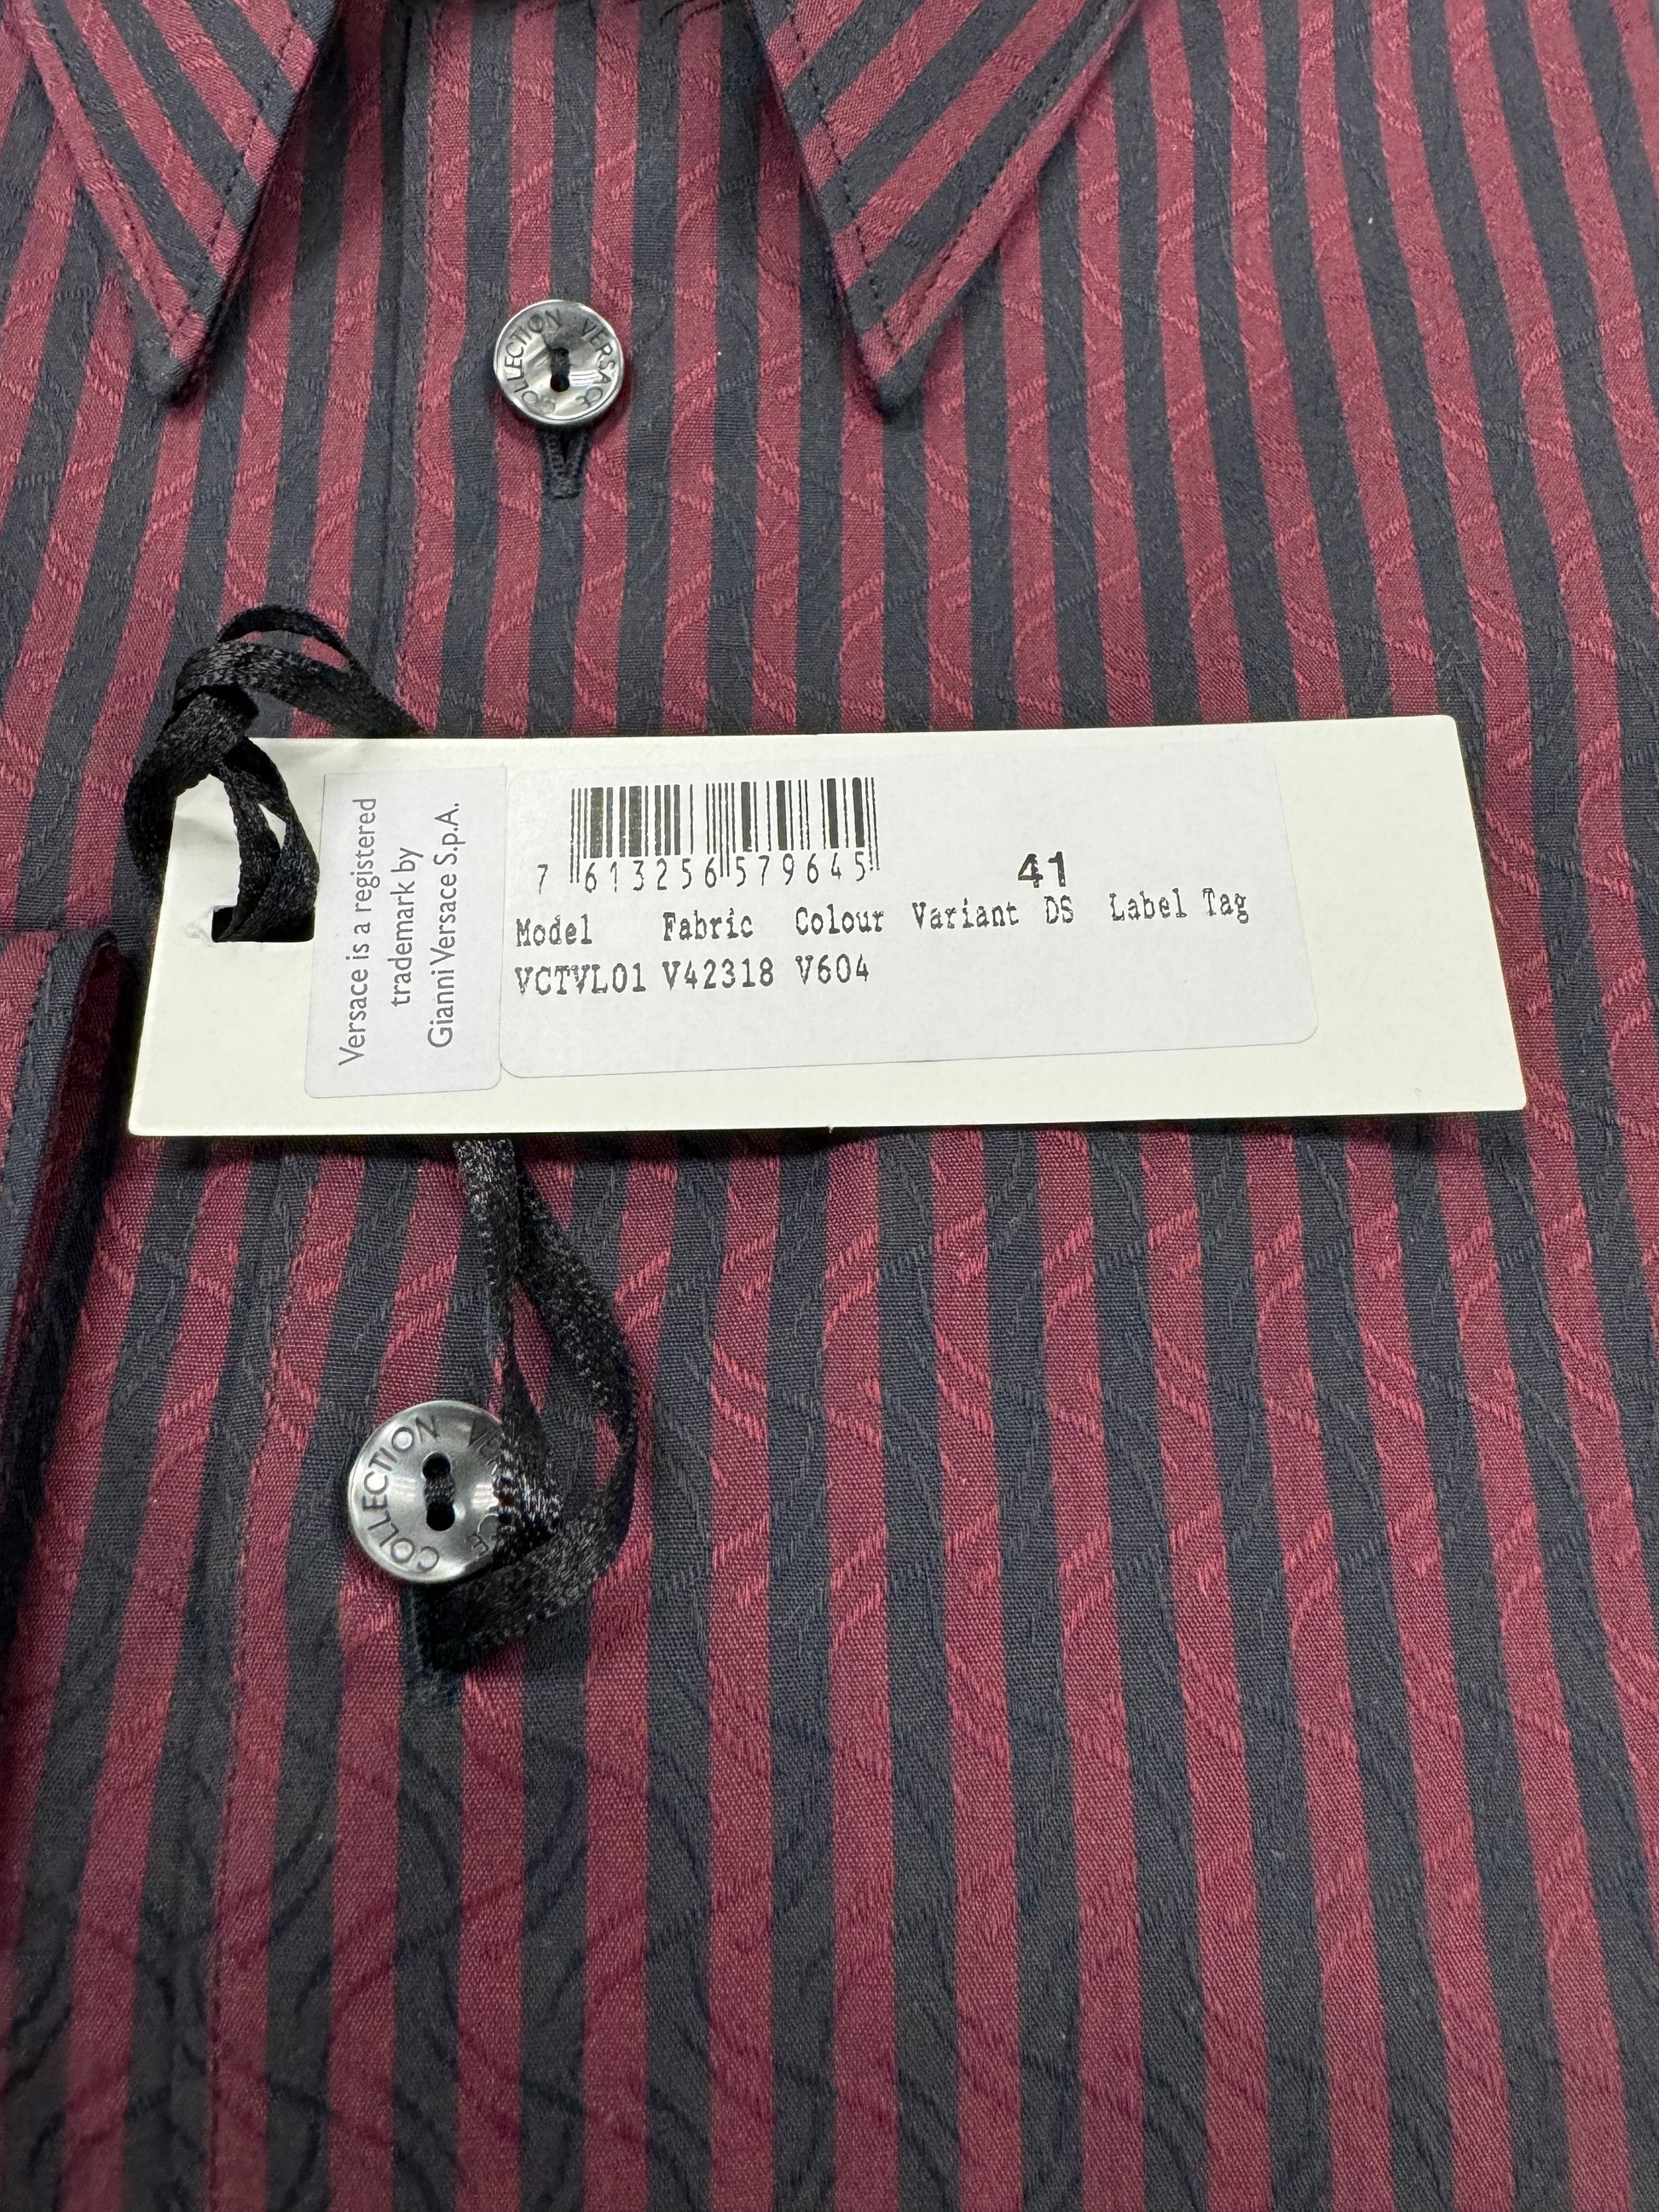 COLLECTION VERSACE
Versace is a registered
trademark by
Gianni Versace S.p.A.
7 613256 579645
41
Model Fabric Colour Variant DS Label Tag
VCTVL01 V42318 V604
COLLECTION